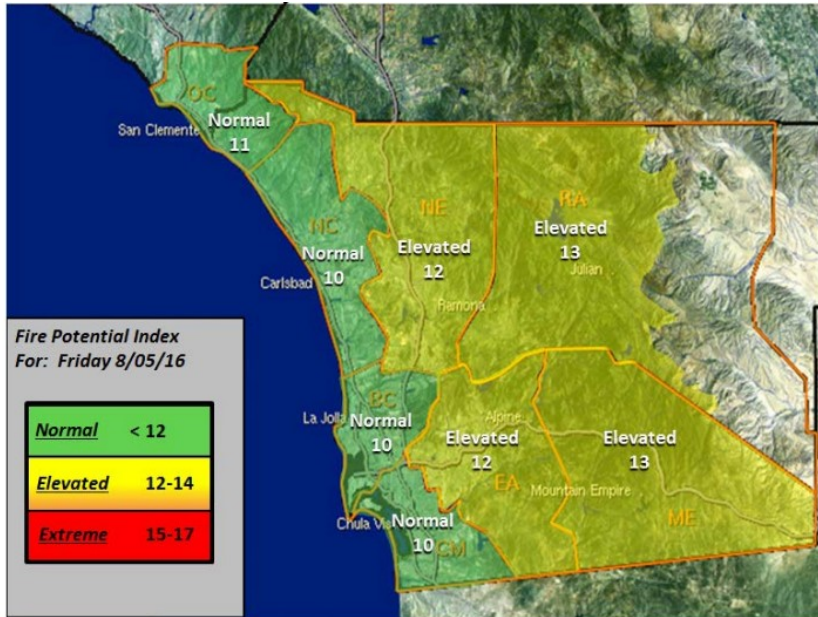 OC
San Clemente
Normal
11
NC
Normal
10
Carlsbad
NE
Elevated
12
Ramona
RA
Elevated
13
Julian
Fire Potential Index
For: Friday 8/05/16
Normal < 12
Elevated 12-14
Extreme 15-17
BC
La Jolla
Normal
10
Alpine
Elevated
12
EA
Elevated
13
Mountain Empire
ME
Chula Vis
Normal
10
CM